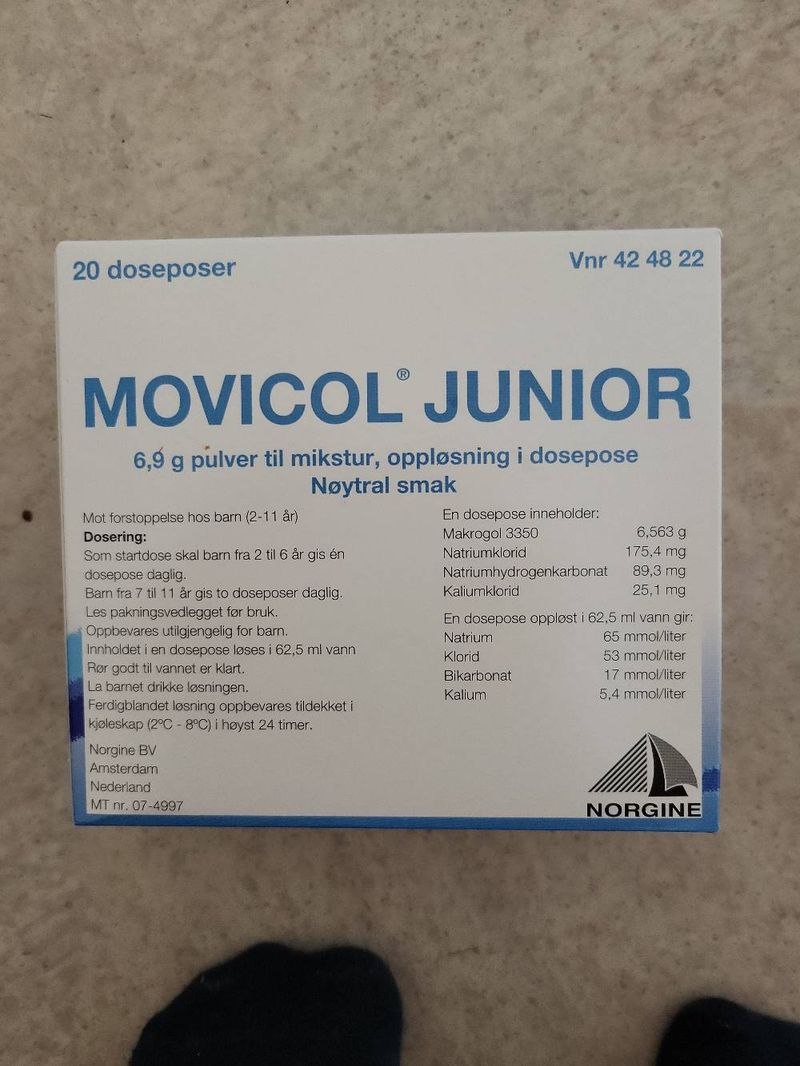 20 doseposer
Vnr 42 48 22
MOVICOL® JUNIOR
6,9 g pulver til mikstur, oppløsning i dosepose
Nøytral smak
Mot forstoppelse hos barn (2-11 år)
Dosering:
Som startdose skal barn fra 2 til 6 år gis én
dosepose daglig.
Barn fra 7 til 11 år gis to doseposer daglig.
Les pakningsvedlegget før bruk.
Oppbevares utilgjengelig for barn.
Innholdet i en dosepose løses i 62,5 ml vann
Rør godt til vannet er klart.
La barnet drikke løsningen.
Ferdigblandet løsning oppbevares tildekket i
kjøleskap (2ºC - 8ºC) i høyst 24 timer.
Norgine BV
Amsterdam
Nederland
MT nr. 07-4997
En dosepose inneholder:
Makrogol 3350 6,563 g
Natriumklorid 175,4 mg
Natriumhydrogenkarbonat 89,3 mg
Kaliumklorid 25,1 mg
En dosepose oppløst i 62,5 ml vann gir:
Natrium 65 mmol/liter
Klorid 53 mmol/liter
Bikarbonat 17 mmol/liter
Kalium 5,4 mmol/liter
NORGINE